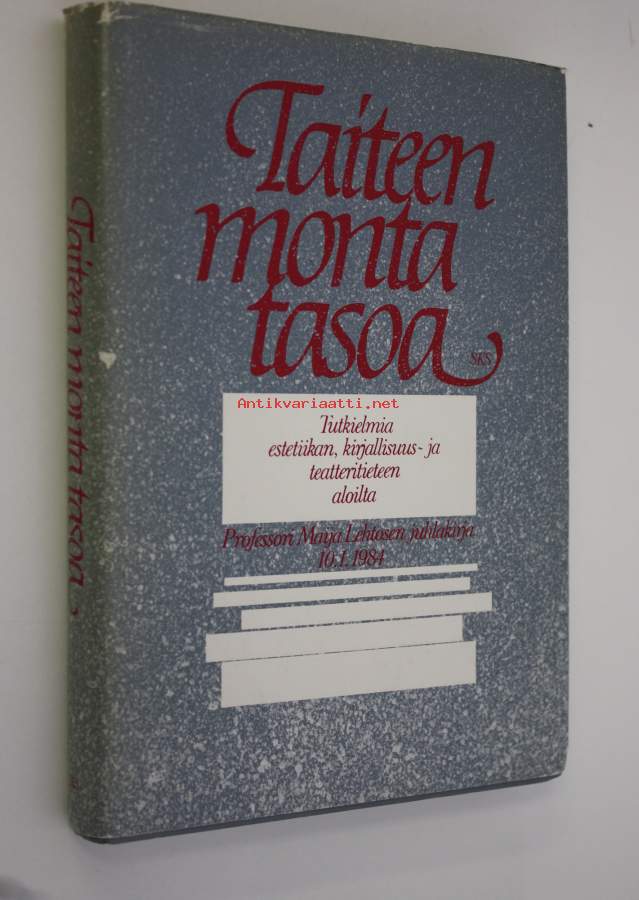 Taiteen
monta
tasoa
SKS
Antikvariaatti.net
Tutkielmia
estetiikan, kirjallisuus- ja
teatteritieteen
aloilta
Professori Maija Lehtosen juhlakirja
10.1.1984
Taiteen monta tasoa